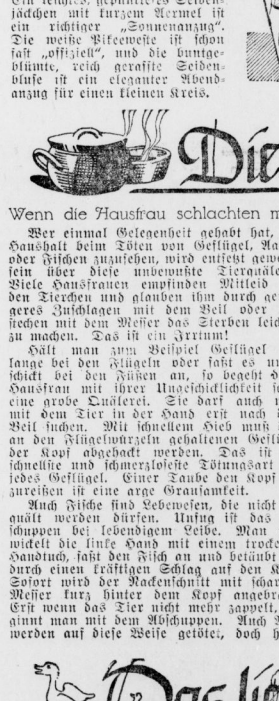 Ein leichtes, gepunktetes Seiden-
jäckchen mit kurzem Aermel ist
ein richtiger „Sonnenanzug“.
Die weiße Pikeeweste ist schon
fast „offiziell“, und die buntge-
blümte, reich geraffte Seiden-
bluse ist ein eleganter Abend-
anzug für einen kleinen Kreis.
Die
Wenn die Hausfrau schlachten m
Wer einmal Gelegenheit gehabt hat,
Haushalt beim Töten von Geflügel, Aa
oder Fischen zuzusehen, wird entsetzt gewe
sein über diese unbewußte Tierquäle
Viele Hausfrauen empfinden Mitleid
den Tierchen und glauben ihm durch ge
geres Zuschlagen mit dem Beil oder
stechen mit dem Messer das Sterben leich
zu machen. Das ist ein Irrtum!
Hält man zum Beispiel Geflügel
lange bei den Flügeln oder faßt es un
schickt bei den Füßen an, so begeht d
Hausfrau mit ihrer Ungeschicklichkeit s
eine grobe Quälerei. Sie darf auch n
mit dem Tier in der Hand erst nach d
Beil suchen. Mit schnellem Hieb muß i
an den Flügelwurzeln gehaltenen Gefl
der Kopf abgehackt werden. Das ist
schnellste und schmerzloseste Tötungsart
jedes Geflügel. Einer Taube den Kopf
zureißen ist eine arge Grausamkeit.
Auch Fische sind Lebewesen, die nicht
quält werden dürfen. Unfug ist das
schuppen bei lebendigem Leibe. Man
wickelt die linke Hand mit einem trocke
Handtuch, faßt den Fisch an und betäubt
durch einen kräftigen Schlag auf den K
Sofort wird der Nackenschnitt mit schar
Messer kurz hinter dem Kopf angebra
Erst wenn das Tier nicht mehr zappelt,
ginnt man mit dem Abschuppen. Auch
werden auf diese Weise getötet, doch h
Das